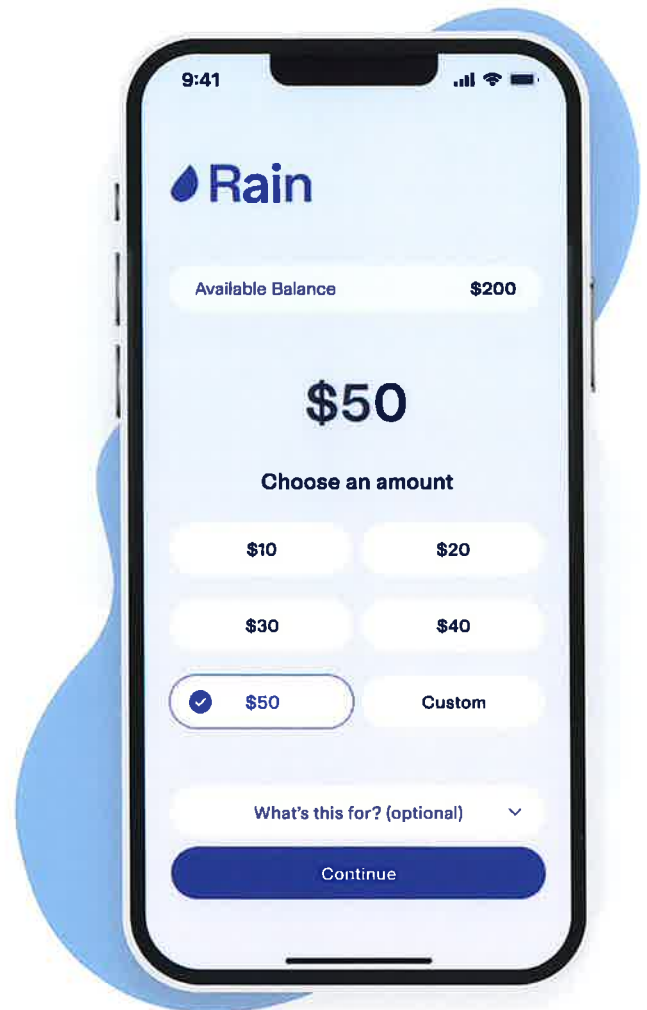 9:41
Rain
Available Balance $200
$50
Choose an amount
$10 $20
$30 $40
$50 Custom
What's this for? (optional)
Continue